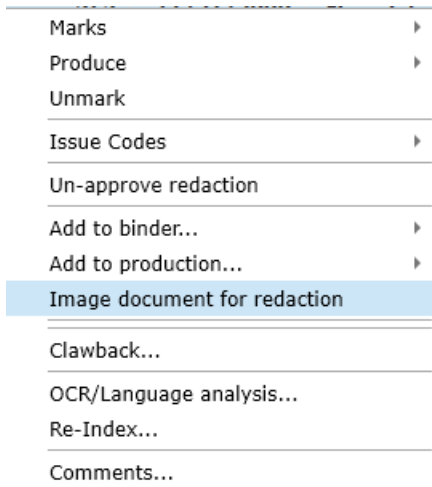 Marks
Produce
Unmark
Issue Codes
Un-approve redaction
Add to binder...
Add to production...
Image document for redaction
Clawback...
OCR/Language analysis...
Re-Index...
Comments...